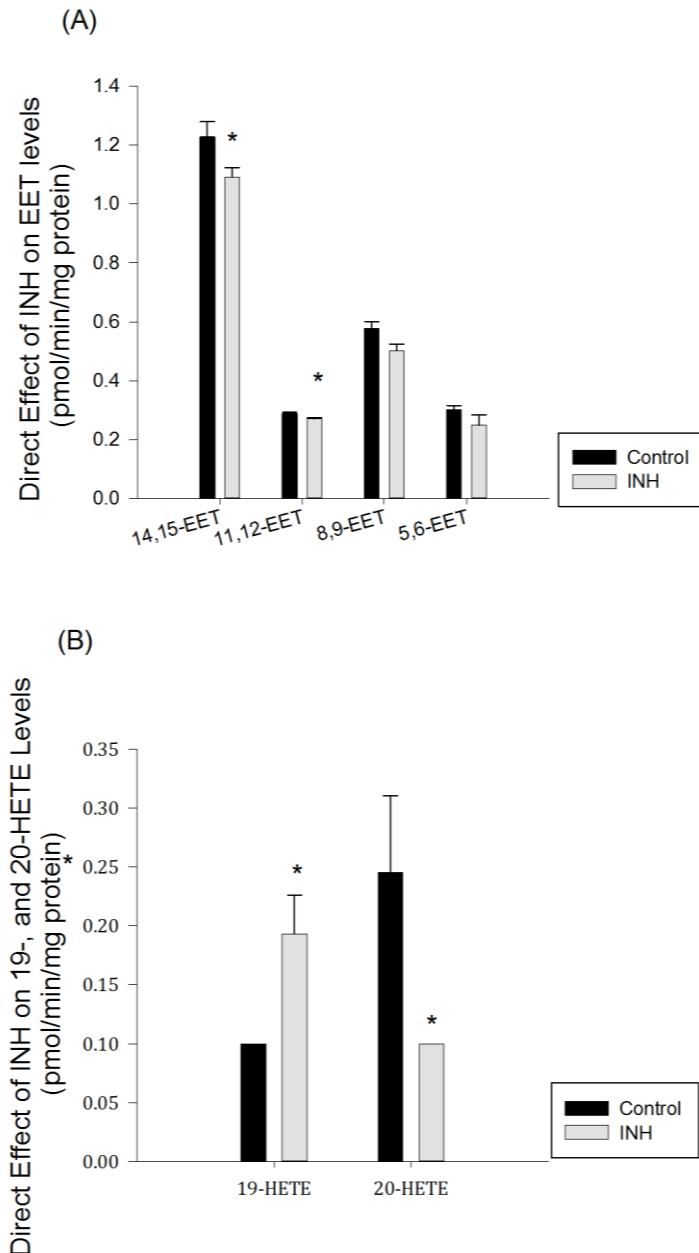 (A)
Direct Effect of INH on EET levels
(pmol/min/mg protein)
1.4
1.2
1.0
0.8
0.6
0.4
0.2
0.0
*
*
14,15-EET
11,12-EET
8,9-EET
5,6-EET
Control
INH
(B)
Direct Effect of INH on 19-, and 20-HETE Levels
(pmol/min/mg protein)
*
0.35
0.30
0.25
0.20
0.15
0.10
0.05
0.00
*
*
19-HETE
20-HETE
Control
INH